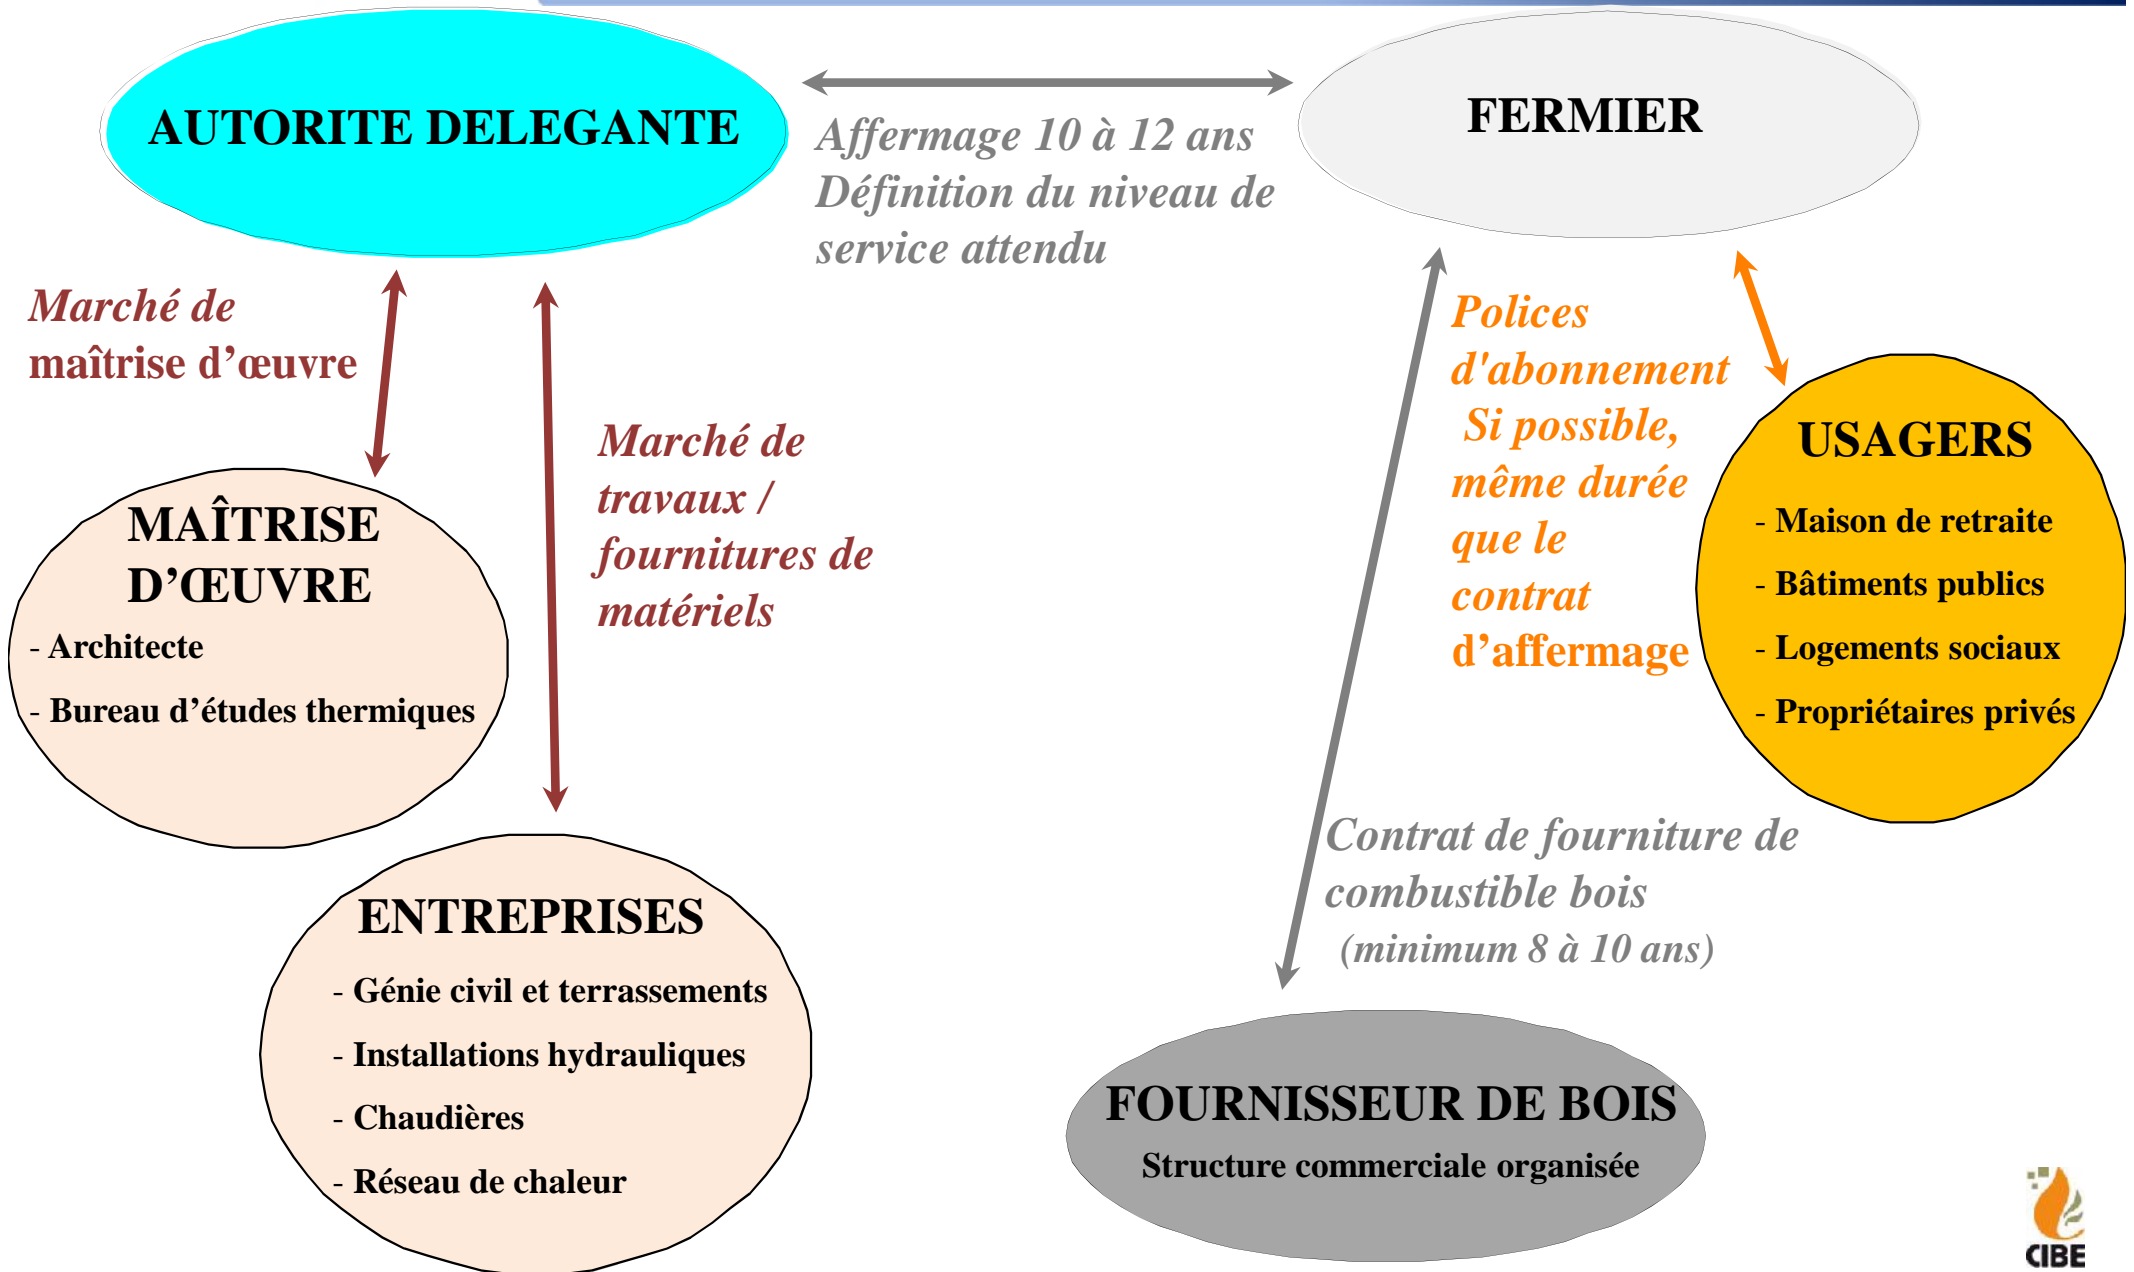 AUTORITE DELEGANTE
Affermage 10 à 12 ans
Définition du niveau de
service attendu
FERMIER
Marché de
maîtrise d’œuvre
Marché de
travaux /
fournitures de
matériels
Polices
d'abonnement
Si possible,
même durée
que le
contrat
d’affermage
USAGERS
- Maison de retraite
- Bâtiments publics
- Logements sociaux
- Propriétaires privés
MAÎTRISE
D’ŒUVRE
- Architecte
- Bureau d’études thermiques
ENTREPRISES
- Génie civil et terrassements
- Installations hydrauliques
- Chaudières
- Réseau de chaleur
Contrat de fourniture de
combustible bois
(minimum 8 à 10 ans)
FOURNISSEUR DE BOIS
Structure commerciale organisée
CIBE